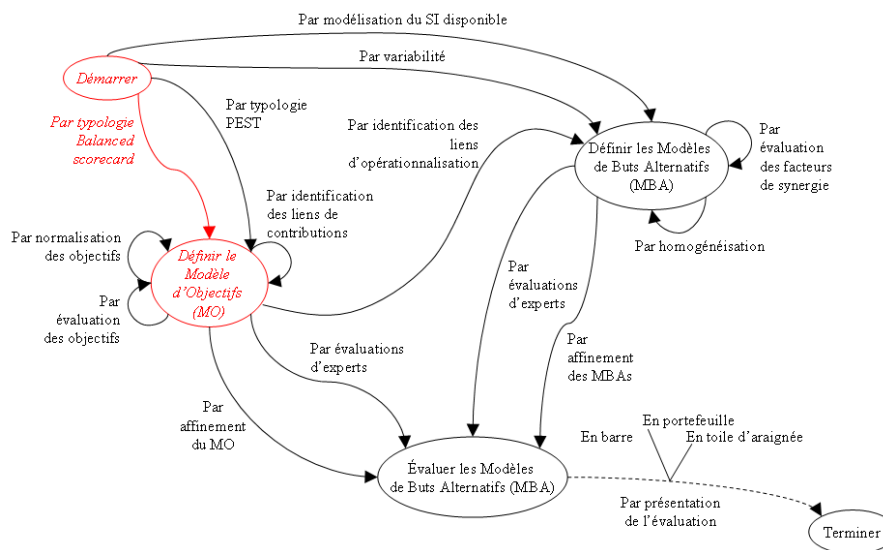 Par modélisation du SI disponible
Par variabilité
Démarrer
Par typologie
PEST
Par typologie
Balanced
scorecard
Par identification des
liens
d'opérationnalisation
Définir les Modèles
de Buts Alternatifs
(MBA)
Par
évaluation
des facteurs
de synergie
Par identification
des liens de
contributions
Par normalisation
des objectifs
Par homogénéisation
Définir le
Modèle
d'Objectifs
(MO)
Par
évaluation
des objectifs
Par
évaluations
d'experts
Par évaluations
d'experts
Par
affinement
des MBAs
Par
affinement
du MO
En portefeuille
En barre
En toile d'araignée
Évaluer les Modèles
de Buts Alternatifs (MBA)
Par présentation
de l'évaluation
Terminer